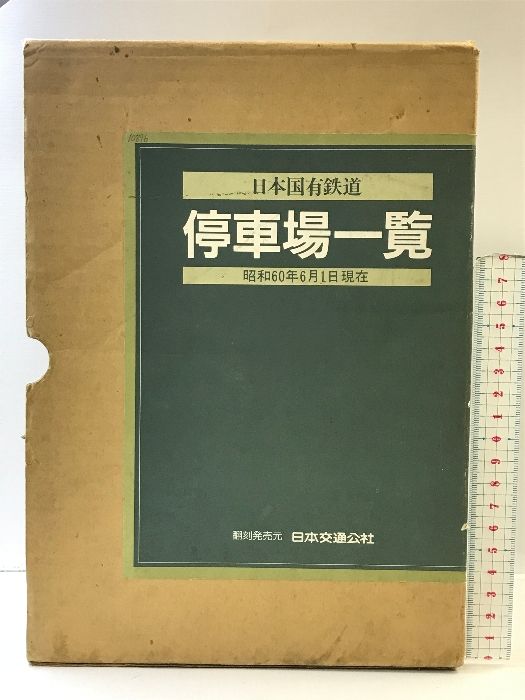 日本国有鉄道
停車場一覧
昭和60年6月1日現在
翻刻発売元 日本交通公社